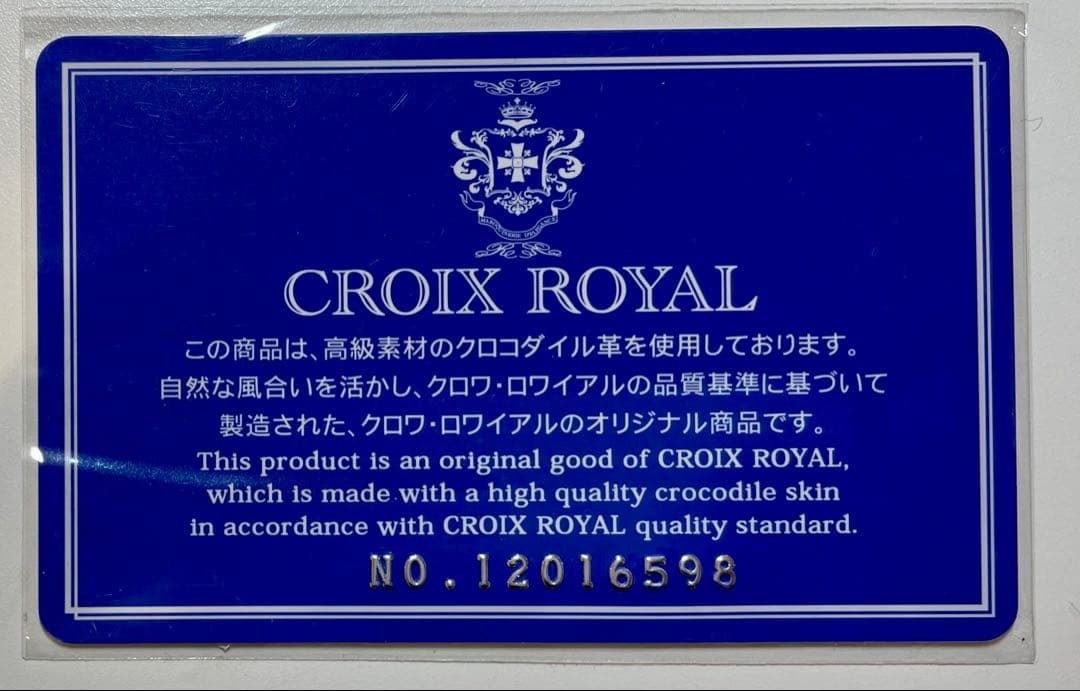 CROIX ROYAL
この商品は、高級素材のクロコダイル革を使用しております。
自然な風合いを活かし、クロワ・ロワイアルの品質基準に基づいて
製造された、クロワ・ロワイアルのオリジナル商品です。
This product is an original good of CROIX ROYAL,
which is made with a high quality crocodile skin
in accordance with CROIX ROYAL quality standard.
NO.12016598